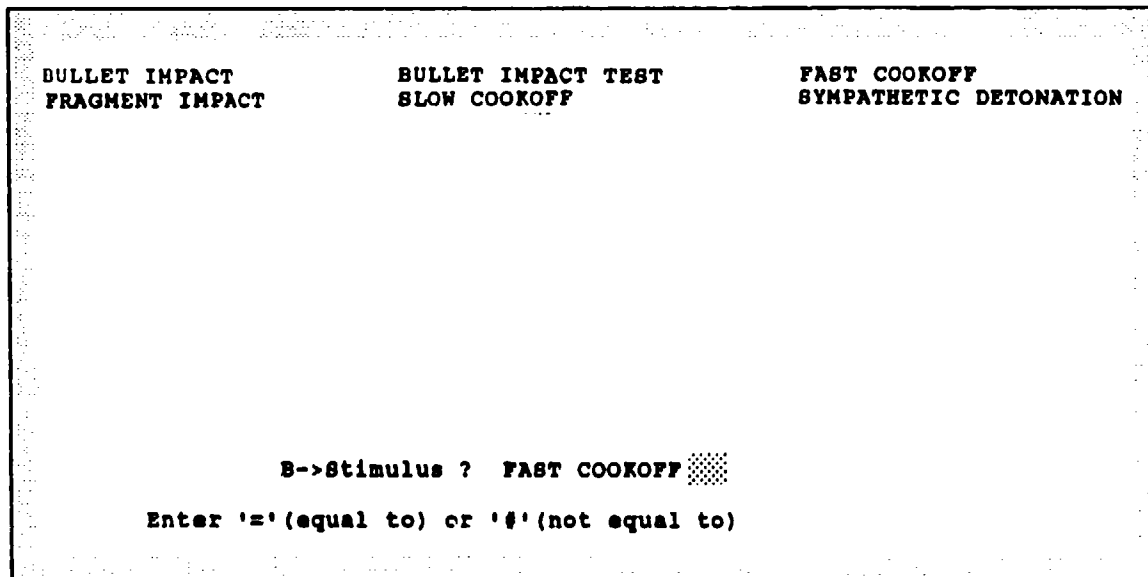 BULLET IMPACT BULLET IMPACT TEST FAST COOKOFF
FRAGMENT IMPACT SLOW COOKOFF SYMPATHETIC DETONATION
B->Stimulus ? FAST COOKOFF
Enter '='(equal to) or '#'(not equal to)